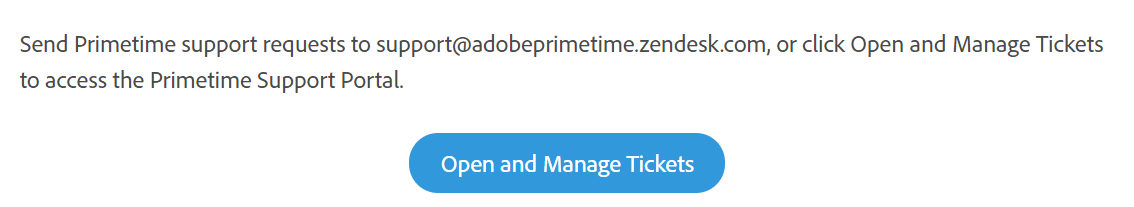 Send Primetime support requests to support@adobeprimetime.zendesk.com, or click Open and Manage Tickets
to access the Primetime Support Portal.
Open and Manage Tickets